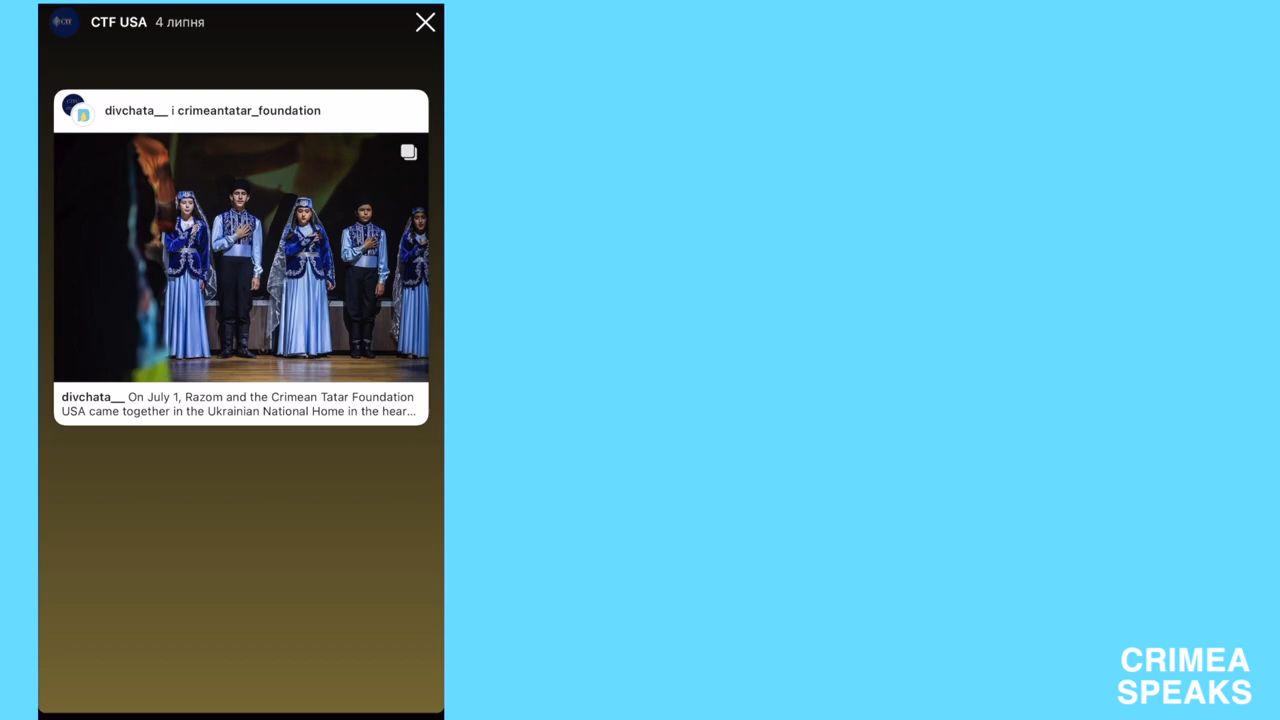 CTF
CTF USA 4 липня
divchata__ і crimeantatar_foundation
divchata__ On July 1, Razom and the Crimean Tatar Foundation
USA came together in the Ukrainian National Home in the hear...
CRIMEA
SPEAKS